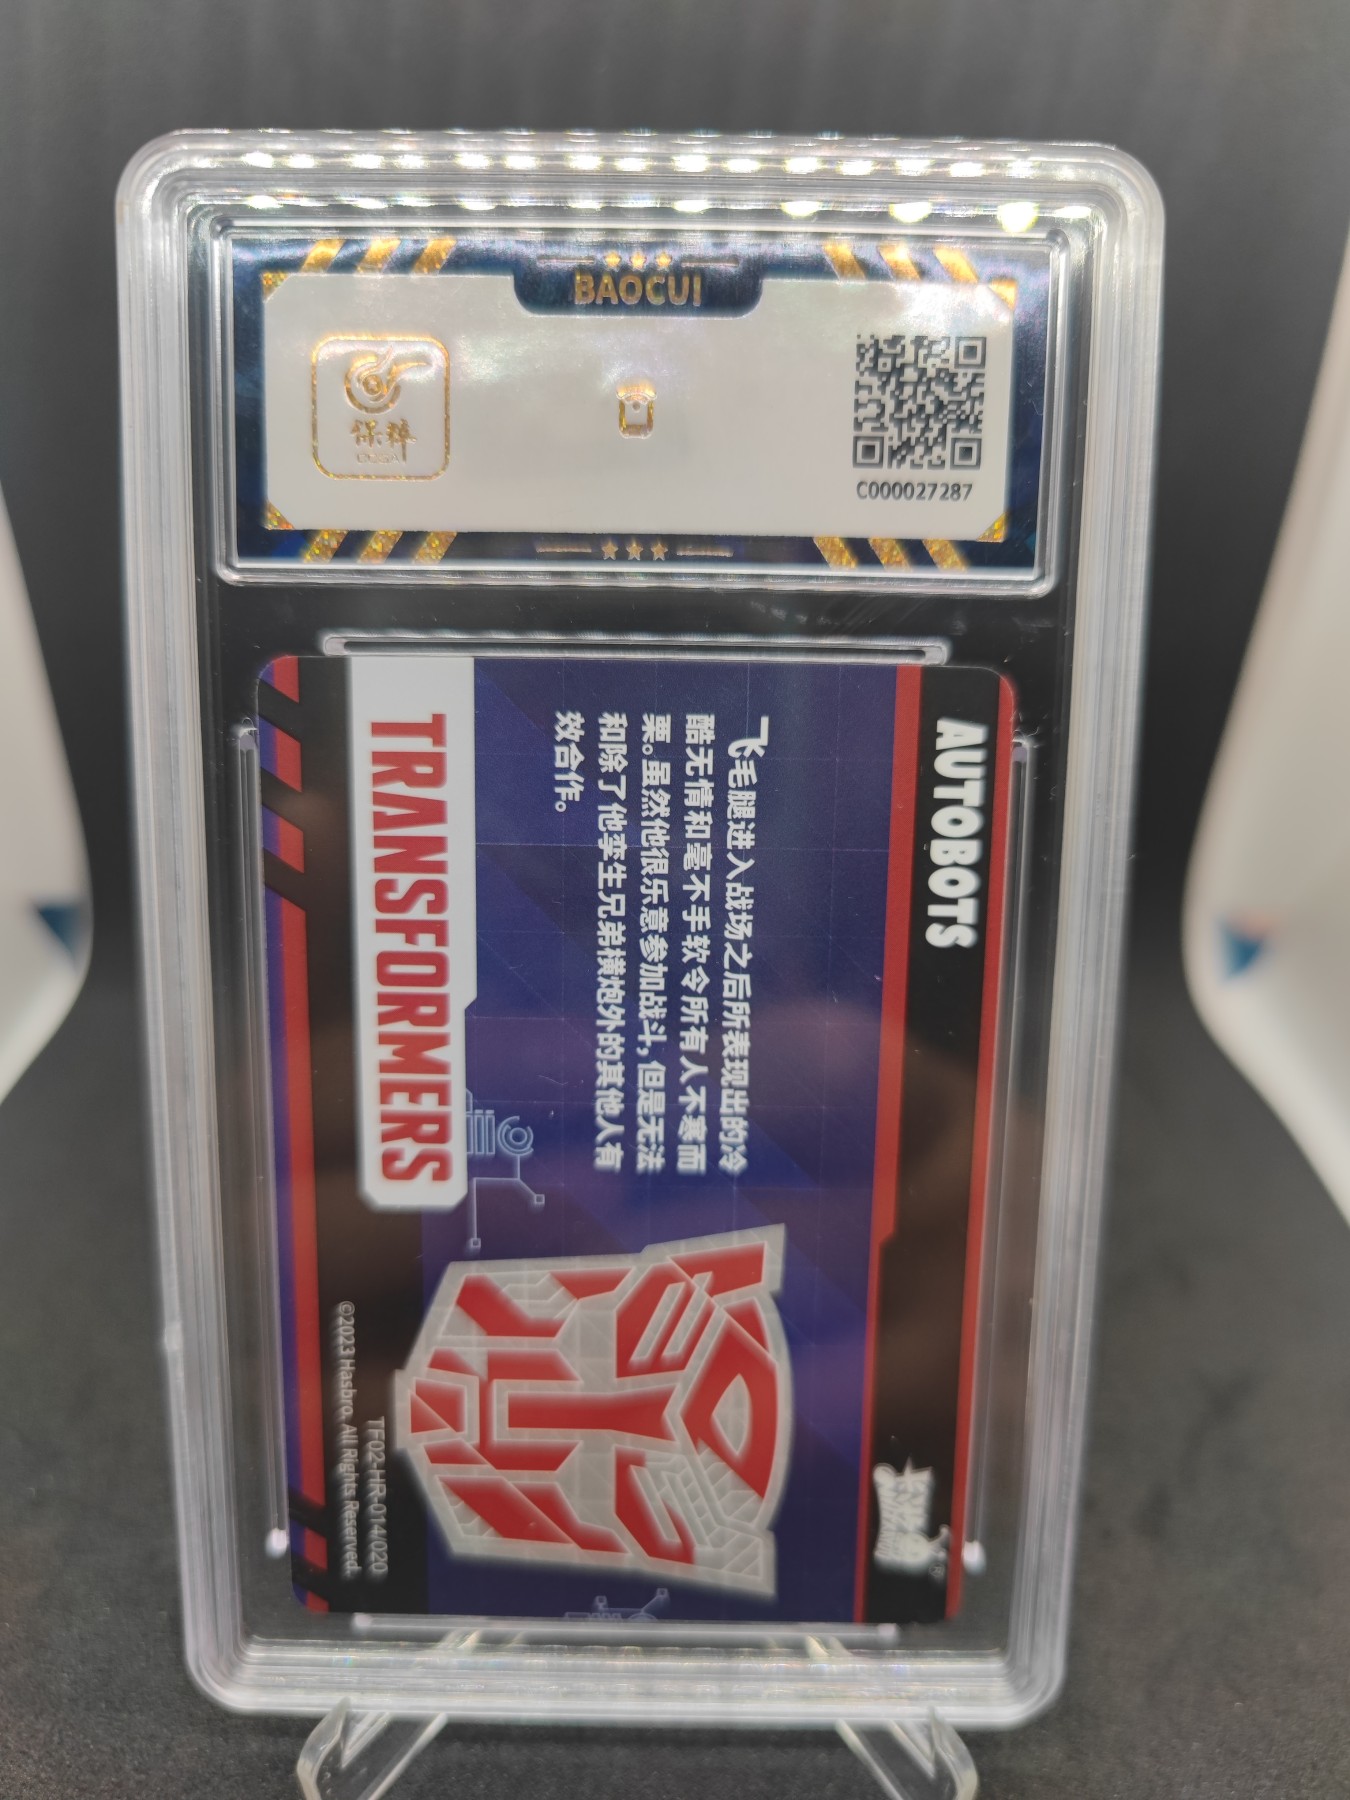 BAOCUI
保粹
C000027287
AUTOBOTS
飞毛腿进入战场之后所表现出的冷
酷无情和毫不手软令所有人不寒而
栗。虽然他很乐意参加战斗，但是无法
和除了他孪生兄弟横炮外的其他人有
效合作。
TRANSFORMERS
TF02-HR-014/020
©2023 Hasbro. All Rights Reserved.